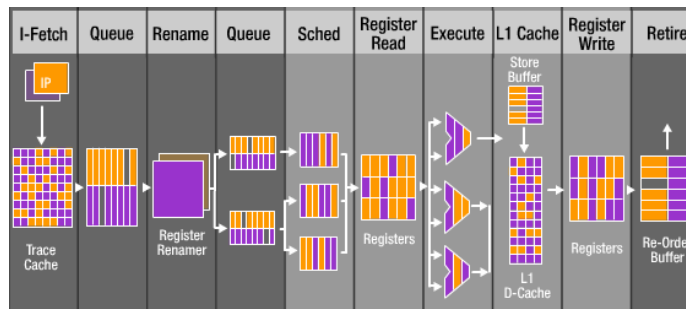 I-Fetch
Queue
Rename
Queue
Sched
Register
Read
Execute
L1 Cache
Register
Write
Retire
IP
Trace
Cache
Register
Renamer
Registers
Store
Buffer
L1
D-Cache
Registers
Re-Orde
Buffer